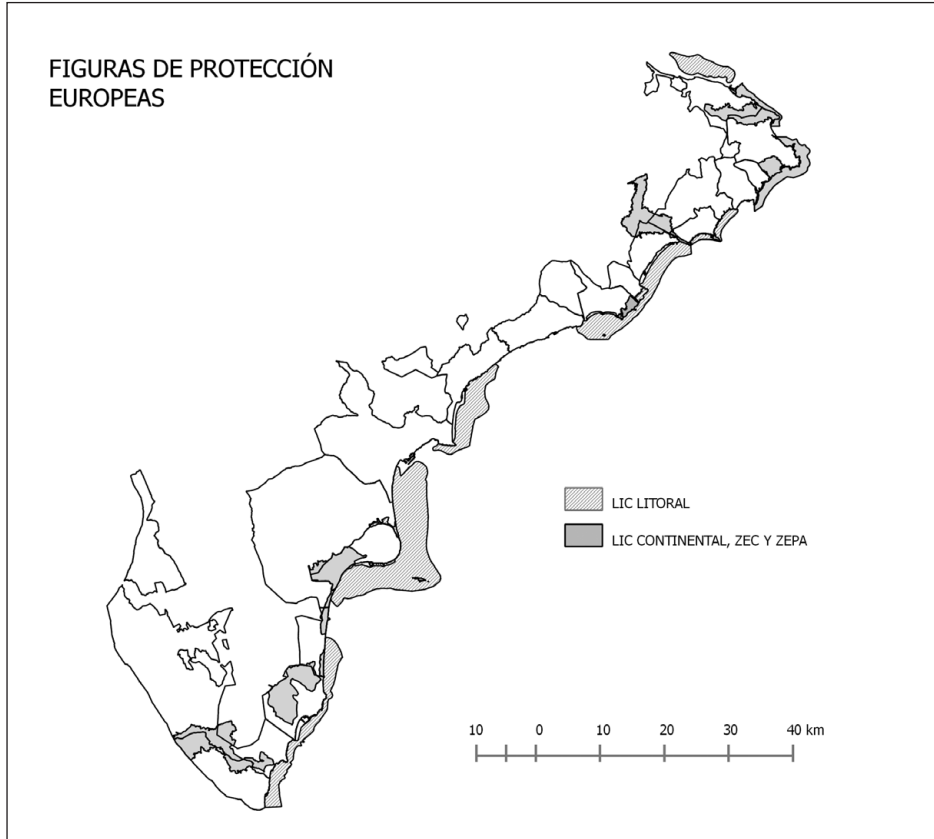 FIGURAS DE PROTECCIÓN
EUROPEAS
LIC LITORAL
LIC CONTINENTAL, ZEC Y ZEPA
10 0 10 20 30 40 km